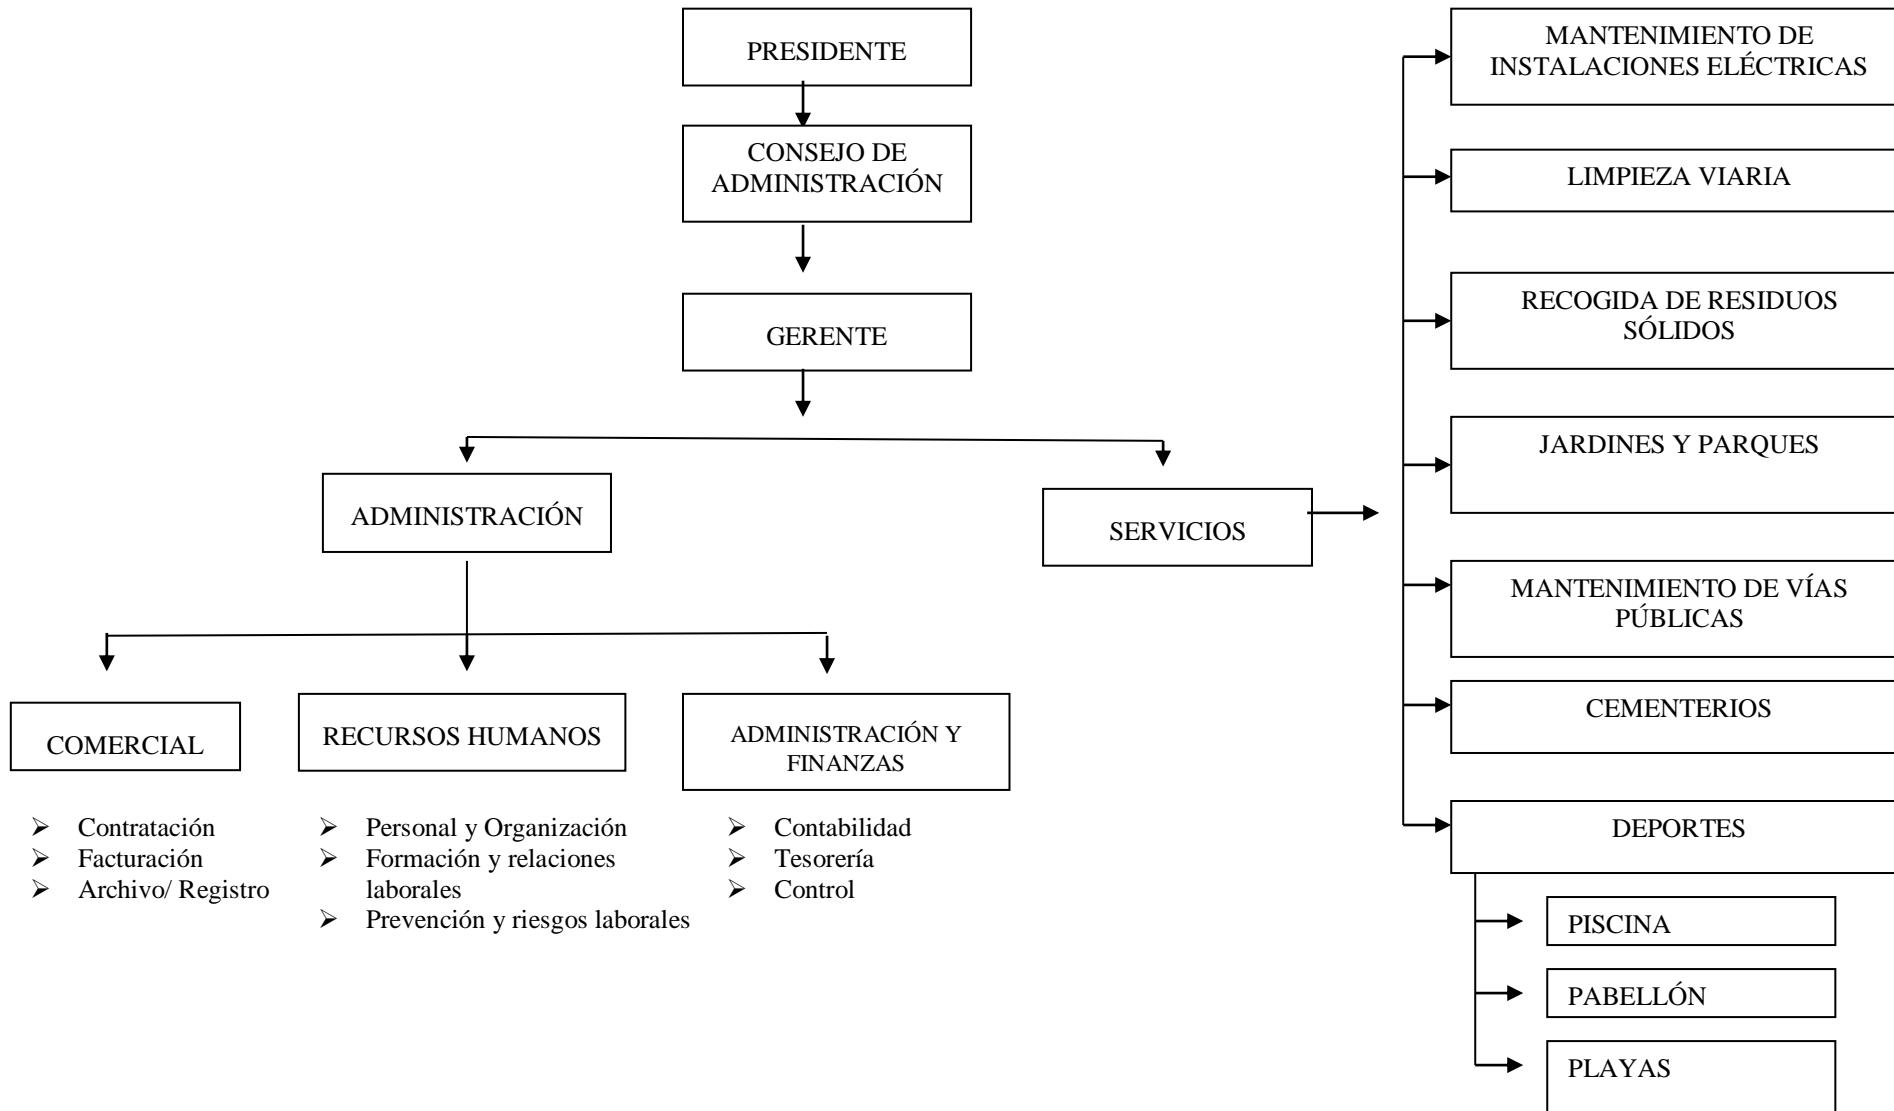 PRESIDENTE
CONSEJO DE
ADMINISTRACIÓN
GERENTE
ADMINISTRACIÓN
SERVICIOS
COMERCIAL
➢ Contratación
➢ Facturación
➢ Archivo/ Registro
RECURSOS HUMANOS
➢ Personal y Organización
➢ Formación y relaciones
laborales
➢ Prevención y riesgos laborales
ADMINISTRACIÓN Y
FINANZAS
➢ Contabilidad
➢ Tesorería
➢ Control
MANTENIMIENTO DE
INSTALACIONES ELÉCTRICAS
LIMPIEZA VIARIA
RECOGIDA DE RESIDUOS
SÓLIDOS
JARDINES Y PARQUES
MANTENIMIENTO DE VÍAS
PÚBLICAS
CEMENTERIOS
DEPORTES
PISCINA
PABELLÓN
PLAYAS